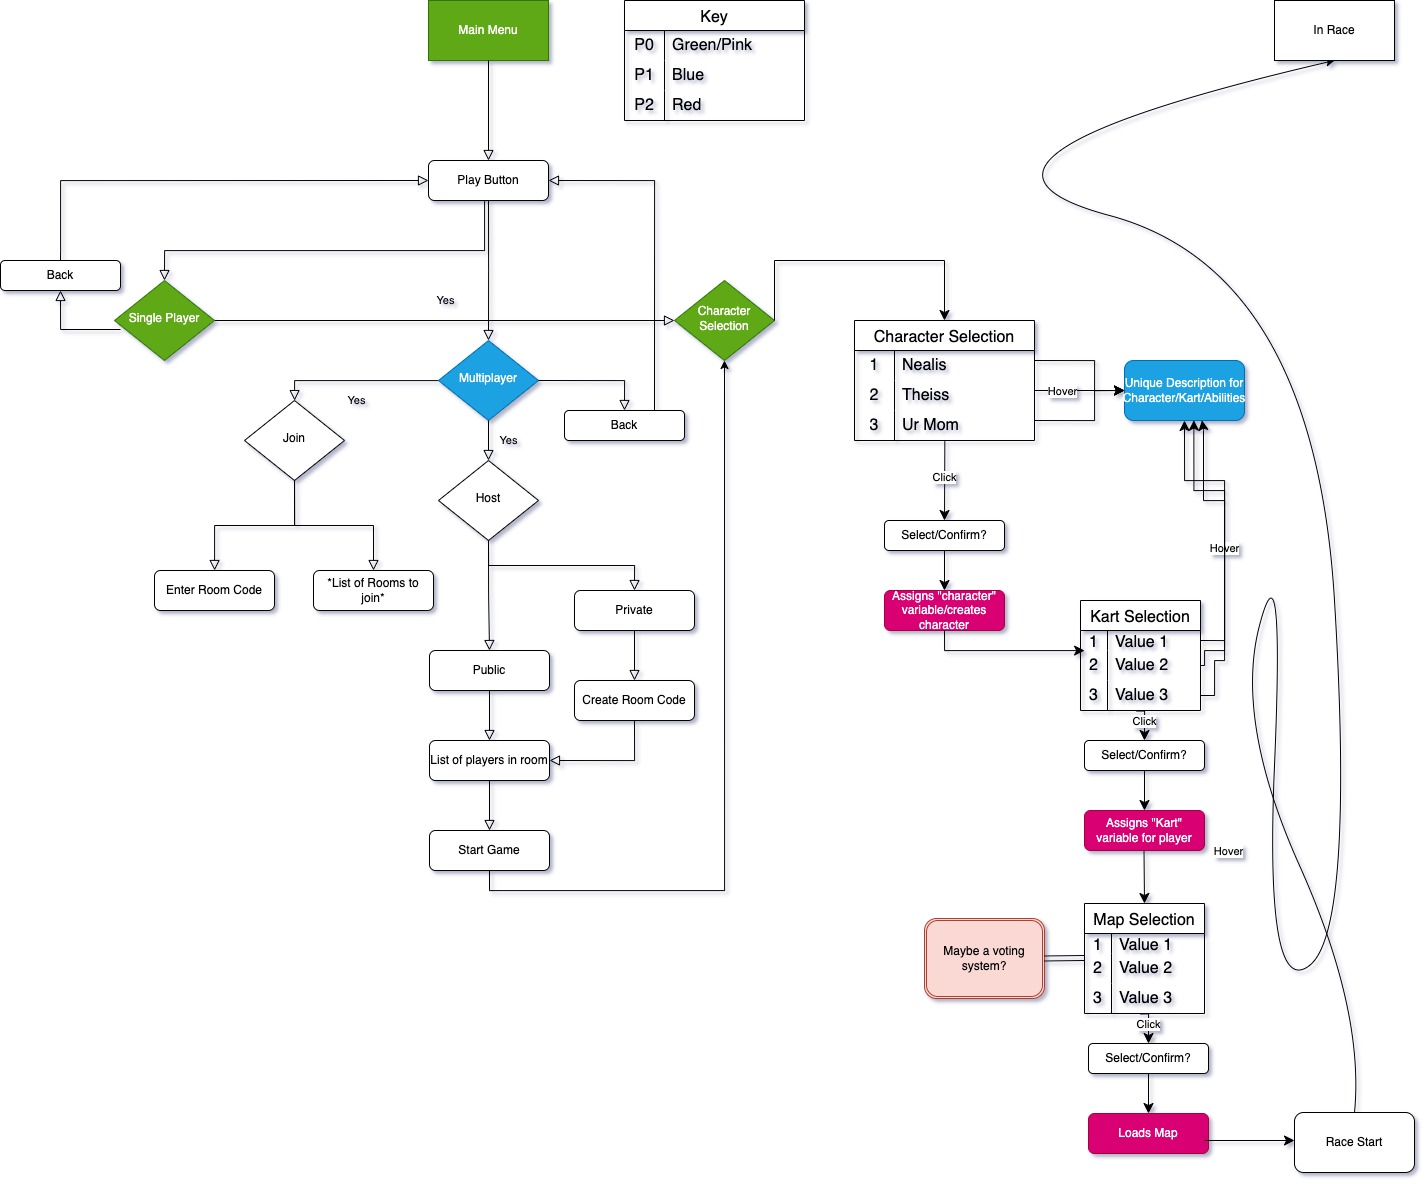 Main Menu
Key
P0 Green/Pink
P1 Blue
P2 Red
In Race
Play Button
Back
Single Player
Yes
Character
Selection
Multiplayer
Yes
Join
Yes
Back
Host
Enter Room Code
*List of Rooms to
join*
Private
Public
Create Room Code
List of players in room
Start Game
Character Selection
1 Nealis
2 Theiss
3 Ur Mom
Hover
Unique Description for
Character/Kart/Abilities
Click
Select/Confirm?
Assigns "character"
variable/creates
character
Hover
Kart Selection
1 Value 1
2 Value 2
3 Value 3
Click
Select/Confirm?
Assigns "Kart"
variable for player
Hover
Map Selection
1 Value 1
2 Value 2
3 Value 3
Maybe a voting
system?
Click
Select/Confirm?
Loads Map
Race Start